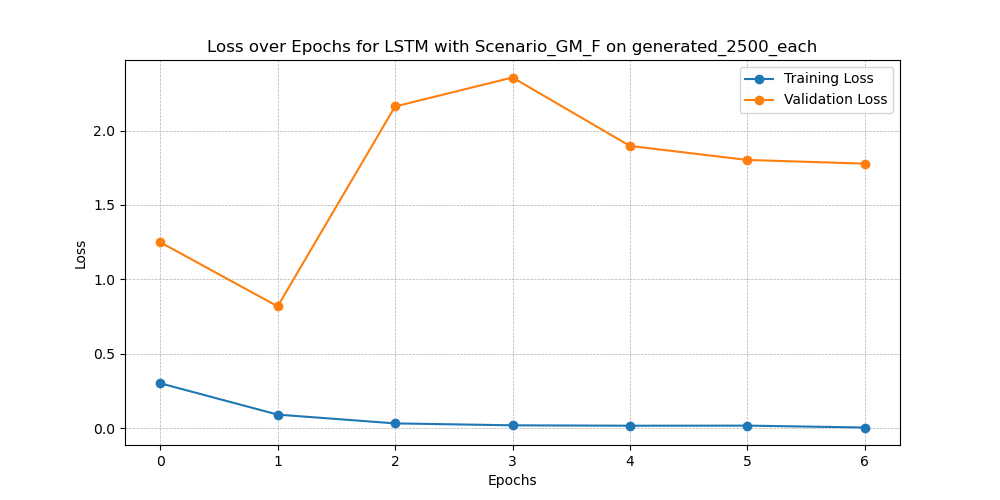 Loss over Epochs for LSTM with Scenario_GM_F on generated_2500_each
Training Loss
Validation Loss
2.0
1.5
1.0
0.5
0.0
Loss
0 1 2 3 4 5 6
Epochs